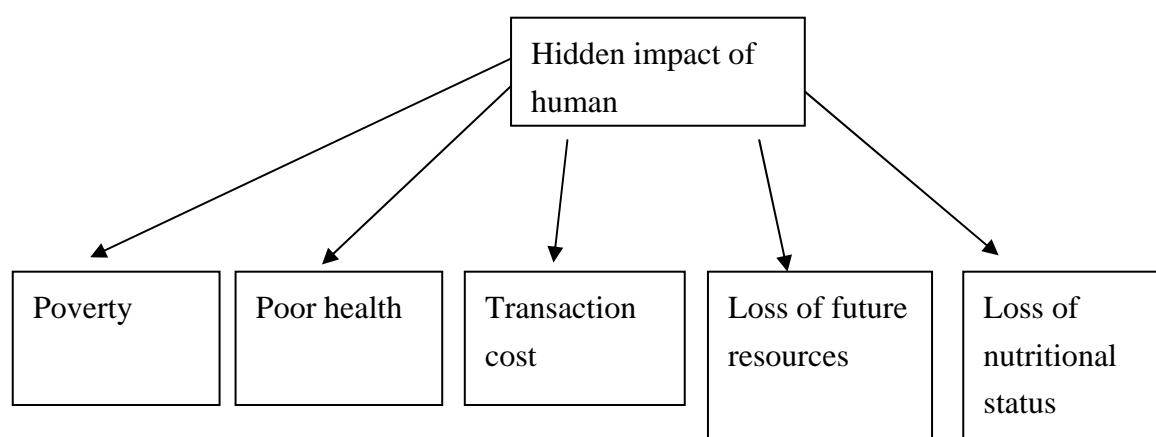 Hidden impact of
human
Poverty
Poor health
Transaction
cost
Loss of future
resources
Loss of
nutritional
status